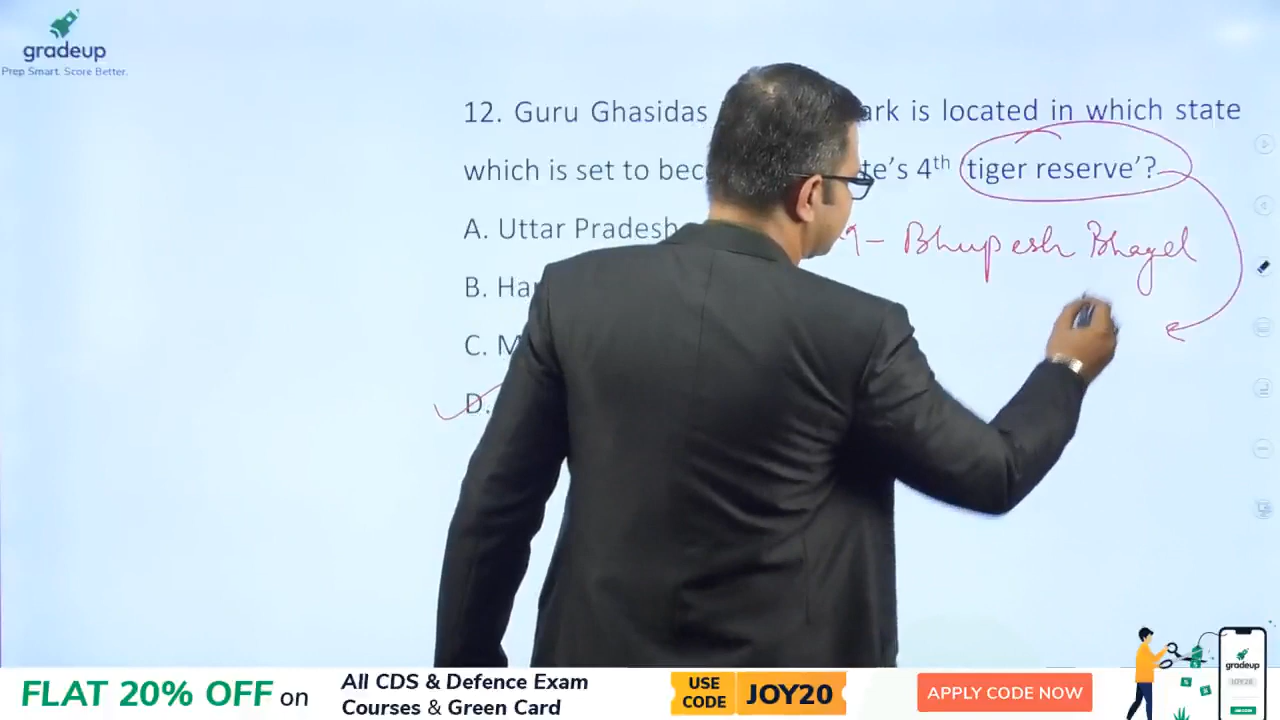 gradeup
Prep Smart. Score Better.
12. Guru Ghasidas ark is located in which state
which is set to bec te's 4th 'tiger reserve'?
A. Uttar Pradesh
- Bhupesh Bhagel
B. Ha
C. M
D.
gradeup
JOY20
FLAT 20% OFF on
All CDS & Defence Exam
Courses & Green Card
USE
CODE
JOY20
APPLY CODE NOW